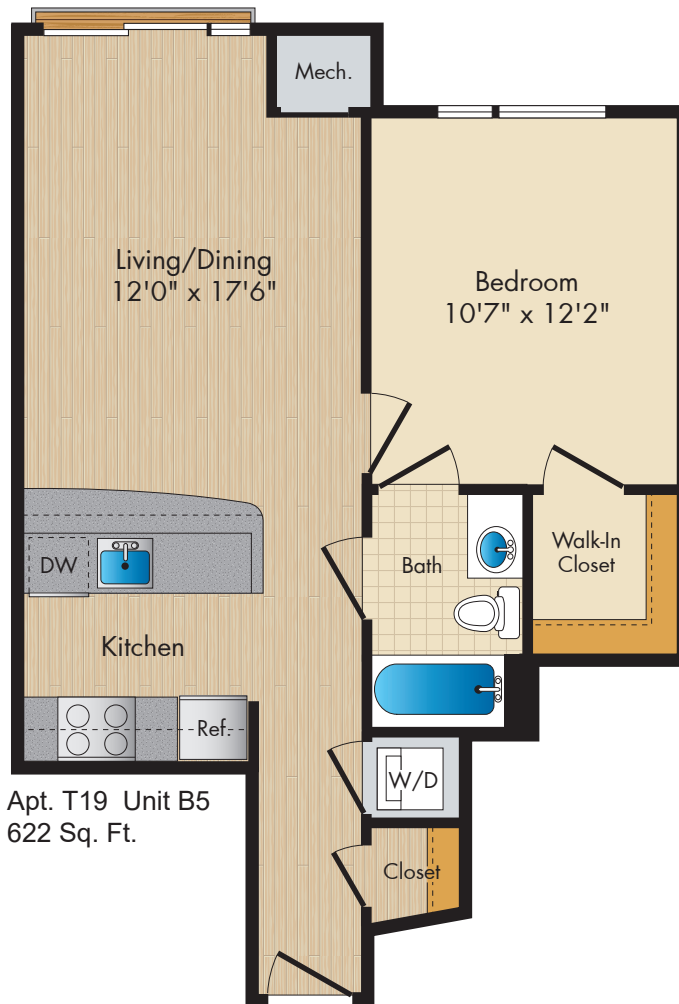 Mech.
Living/Dining
12'0" x 17'6"
Bedroom
10'7" x 12'2"
DW
Bath
Walk-In
Closet
Kitchen
Ref.
W/D
Apt. T19 Unit B5
622 Sq. Ft.
Closet